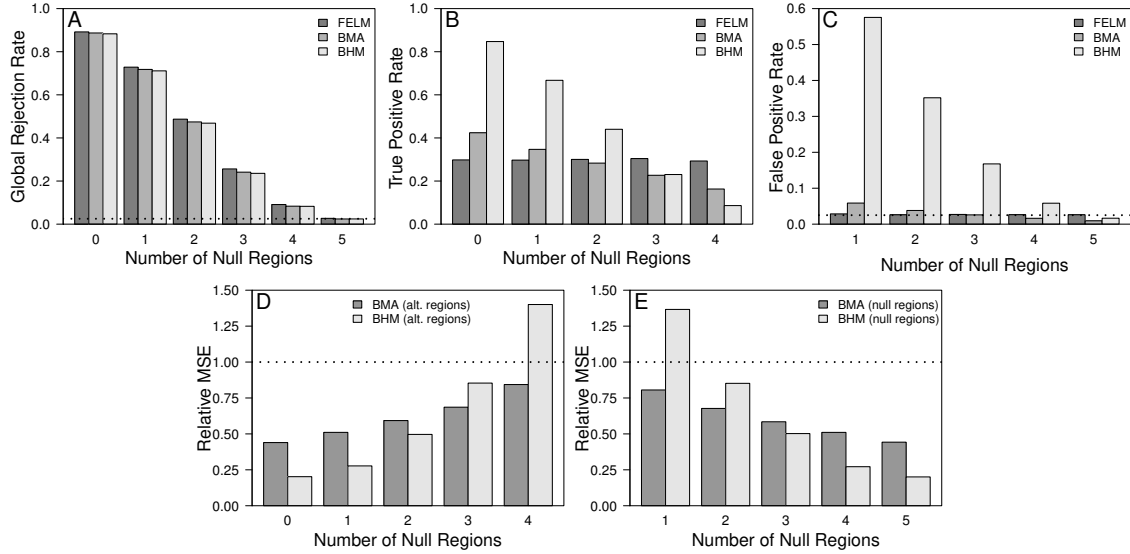 A
FELM
BMA
BHM
Global Rejection Rate
1.0
0.8
0.6
0.4
0.2
0.0
0 1 2 3 4 5
Number of Null Regions
B
FELM
BMA
BHM
True Positive Rate
1.0
0.8
0.6
0.4
0.2
0.0
0 1 2 3 4
Number of Null Regions
C
FELM
BMA
BHM
False Positive Rate
0.6
0.5
0.4
0.3
0.2
0.1
0.0
1 2 3 4 5
Number of Null Regions
D
BMA (alt. regions)
BHM (alt. regions)
Relative MSE
1.50
1.25
1.00
0.75
0.50
0.25
0.00
0 1 2 3 4
Number of Null Regions
E
BMA (null regions)
BHM (null regions)
Relative MSE
1.50
1.25
1.00
0.75
0.50
0.25
0.00
1 2 3 4 5
Number of Null Regions